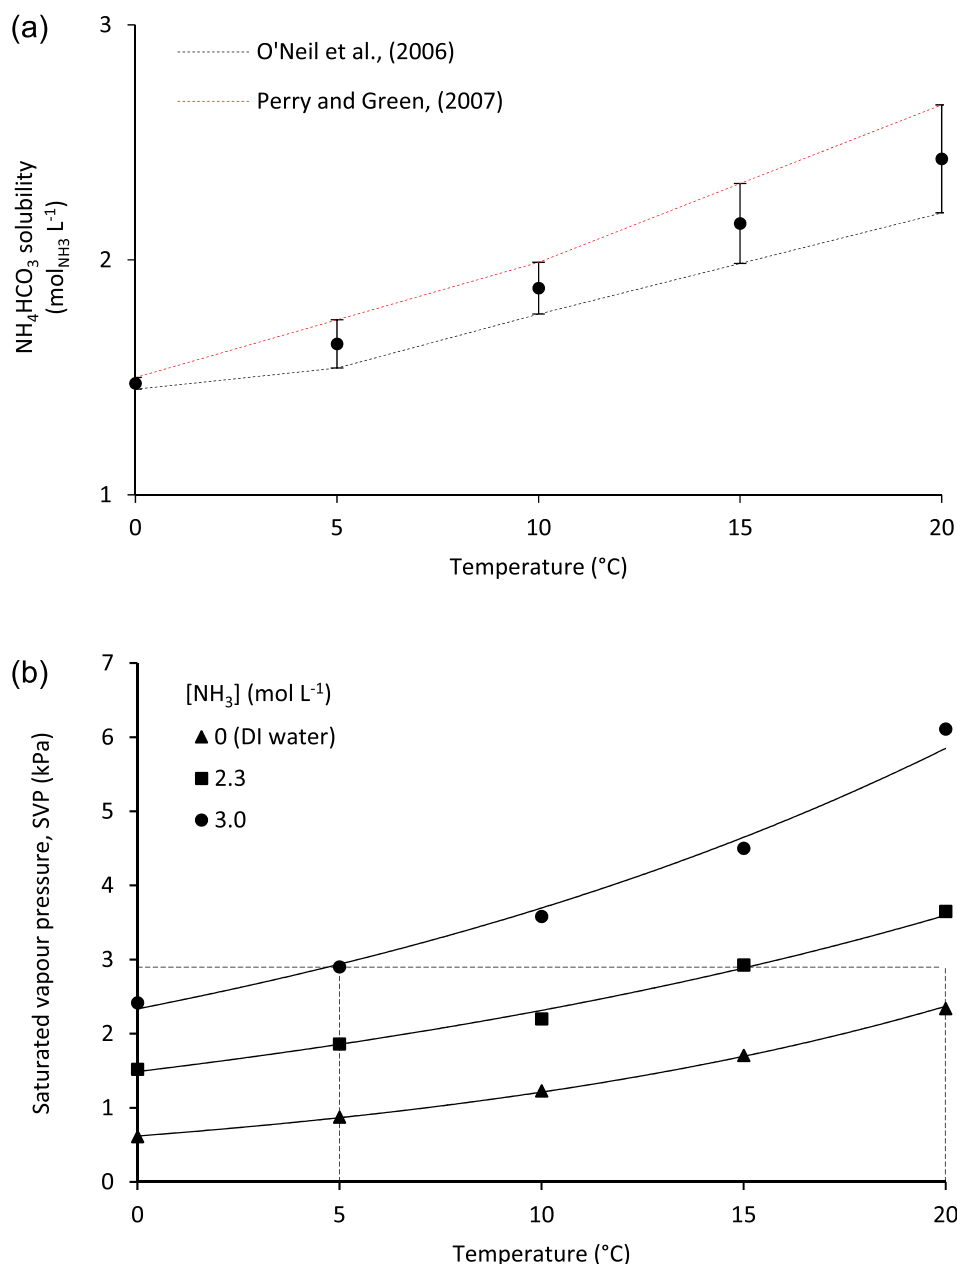 (a)
3
O'Neil et al., (2006)
Perry and Green, (2007)
NH₄HCO₃ solubility
(mol_NH3 L⁻¹)
2
1
0 5 10 15 20
Temperature (°C)
(b)
7
[NH₃] (mol L⁻¹)
0 (DI water)
2.3
3.0
Saturated vapour pressure, SVP (kPa)
6
5
4
3
2
1
0
0 5 10 15 20
Temperature (°C)